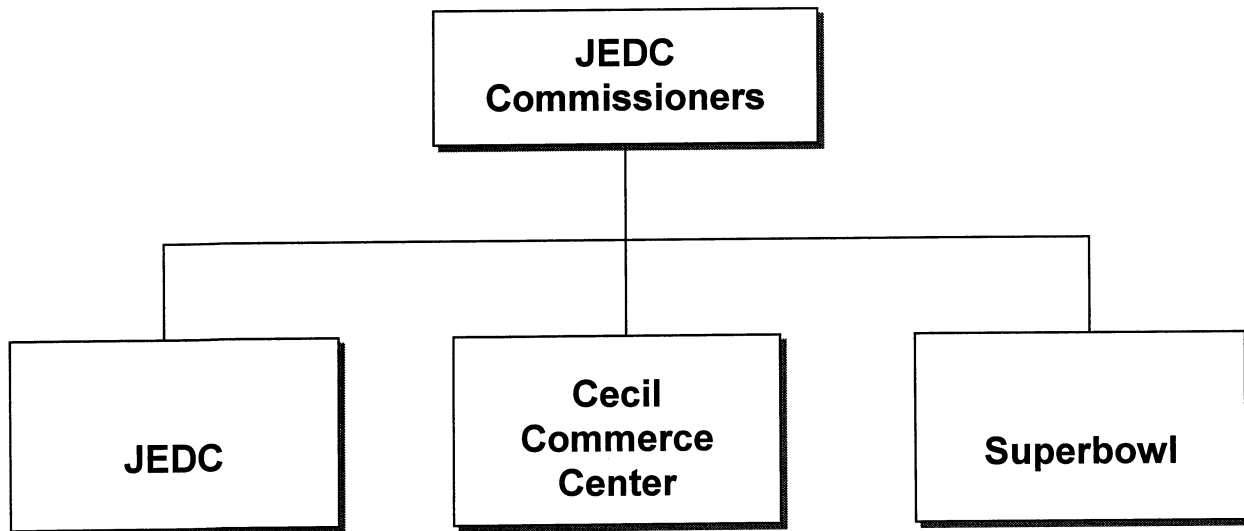 JEDC
Commissioners
JEDC
Cecil
Commerce
Center
Superbowl